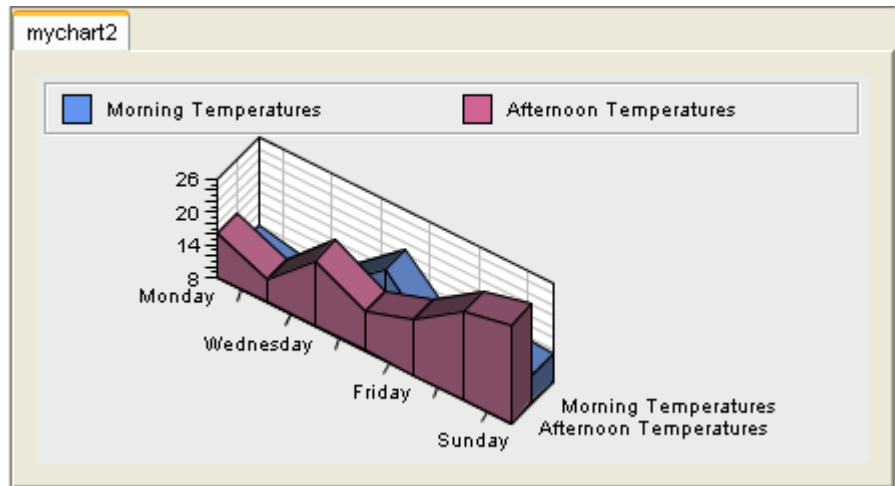 mychart2
Morning Temperatures
Afternoon Temperatures
26
20
14
8
Monday
Wednesday
Friday
Sunday
Morning Temperatures
Afternoon Temperatures